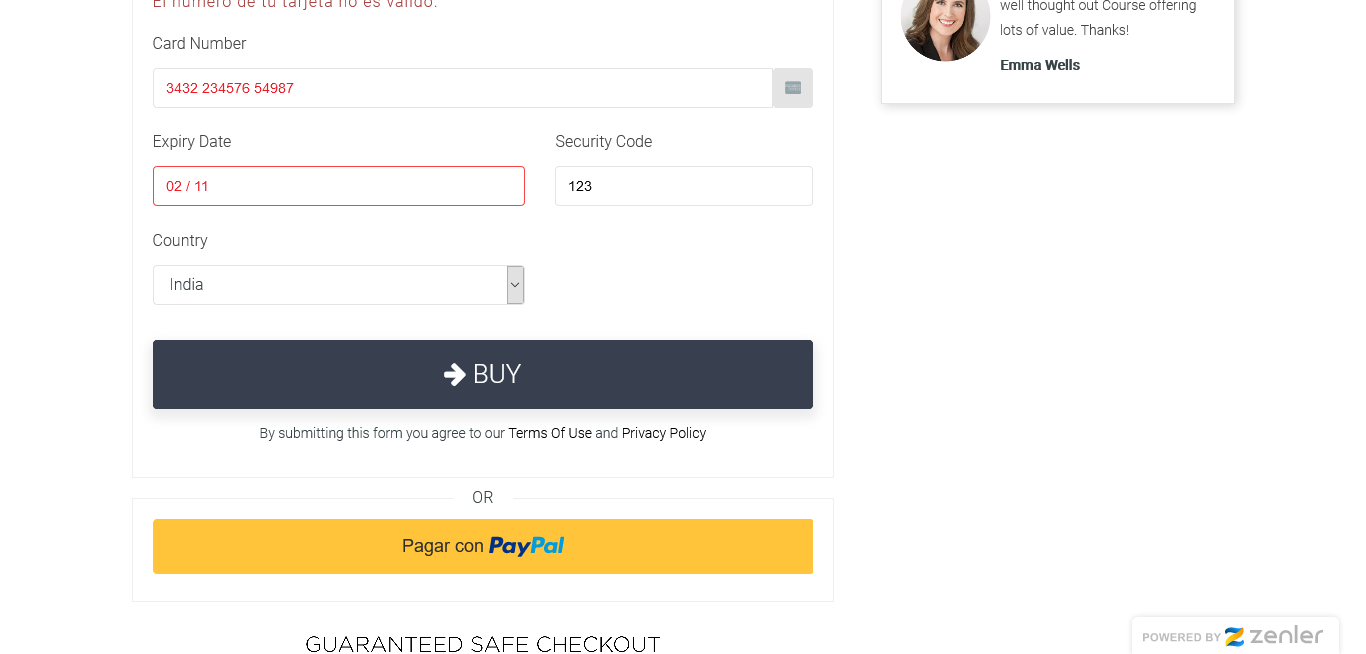 El número de tu tarjeta no es válido.
Card Number
3432 234576 54987
Expiry Date
Security Code
02 / 11
123
Country
India
BUY
By submitting this form you agree to our Terms Of Use and Privacy Policy
OR
Pagar con PayPal
GUARANTEED SAFE CHECKOUT
well thought out Course offering
lots of value. Thanks!
Emma Wells
POWERED BY zenler